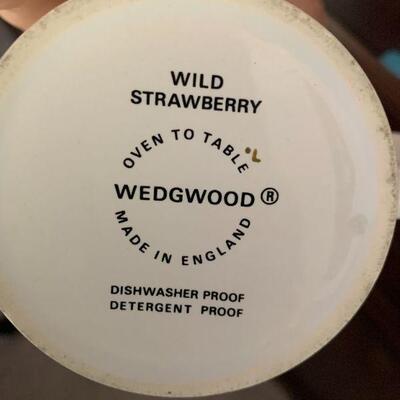 WILD
STRAWBERRY
OVEN TO TABLE
WEDGWOOD ®
MADE IN ENGLAND
DISHWASHER PROOF
DETERGENT PROOF